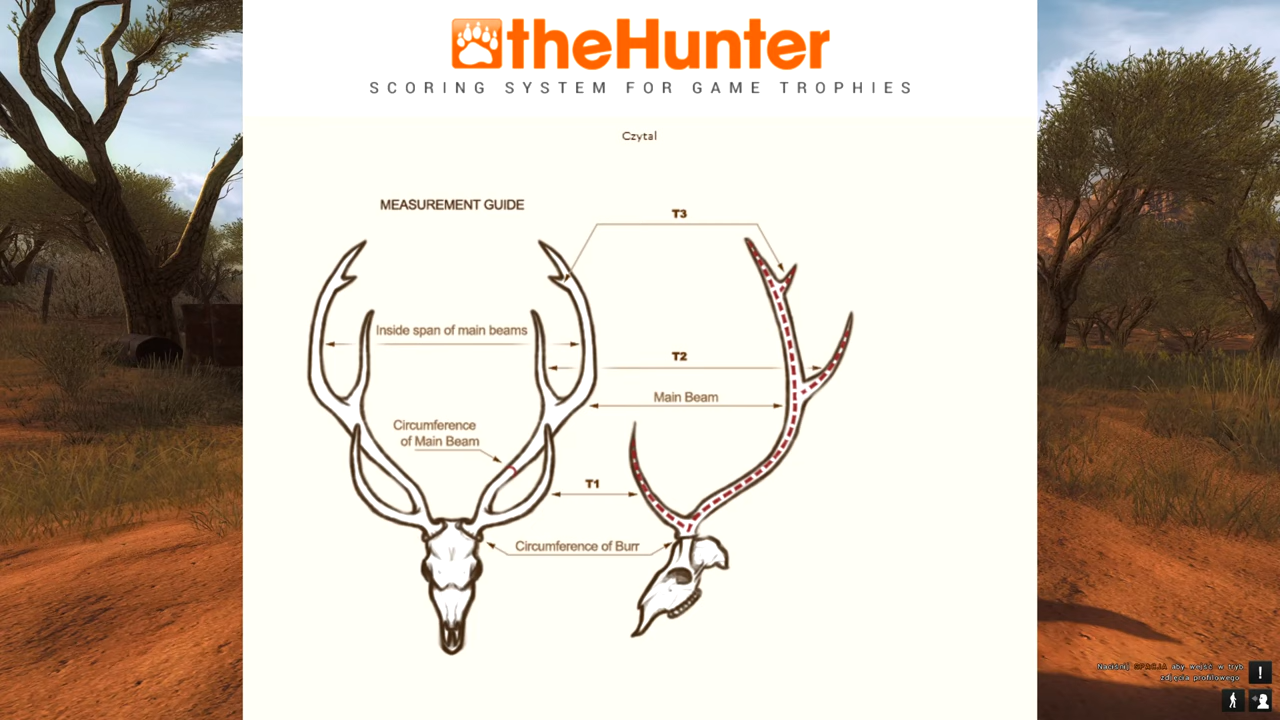 theHunter
SCORING SYSTEM FOR GAME TROPHIES
Czytal
MEASUREMENT GUIDE
T3
Inside span of main beams
T2
Main Beam
Circumference
of Main Beam
T1
Circumference of Burr
Naciśnij SPACJA aby wejść w tryb
zdjęcia profilowego
!